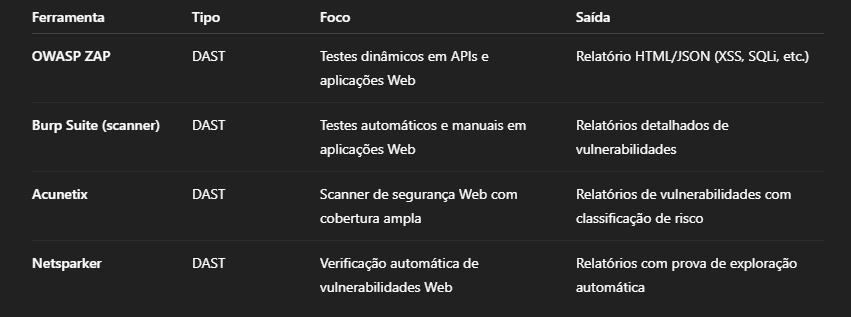 Ferramenta Tipo Foco Saída
OWASP ZAP DAST Testes dinâmicos em APIs e Relatório HTML/JSON (XSS, SQLi, etc.)
aplicações Web
Burp Suite (scanner) DAST Testes automáticos e manuais em Relatórios detalhados de
aplicações Web vulnerabilidades
Acunetix DAST Scanner de segurança Web com Relatórios de vulnerabilidades com
cobertura ampla classificação de risco
Netsparker DAST Verificação automática de Relatórios com prova de exploração
vulnerabilidades Web automática